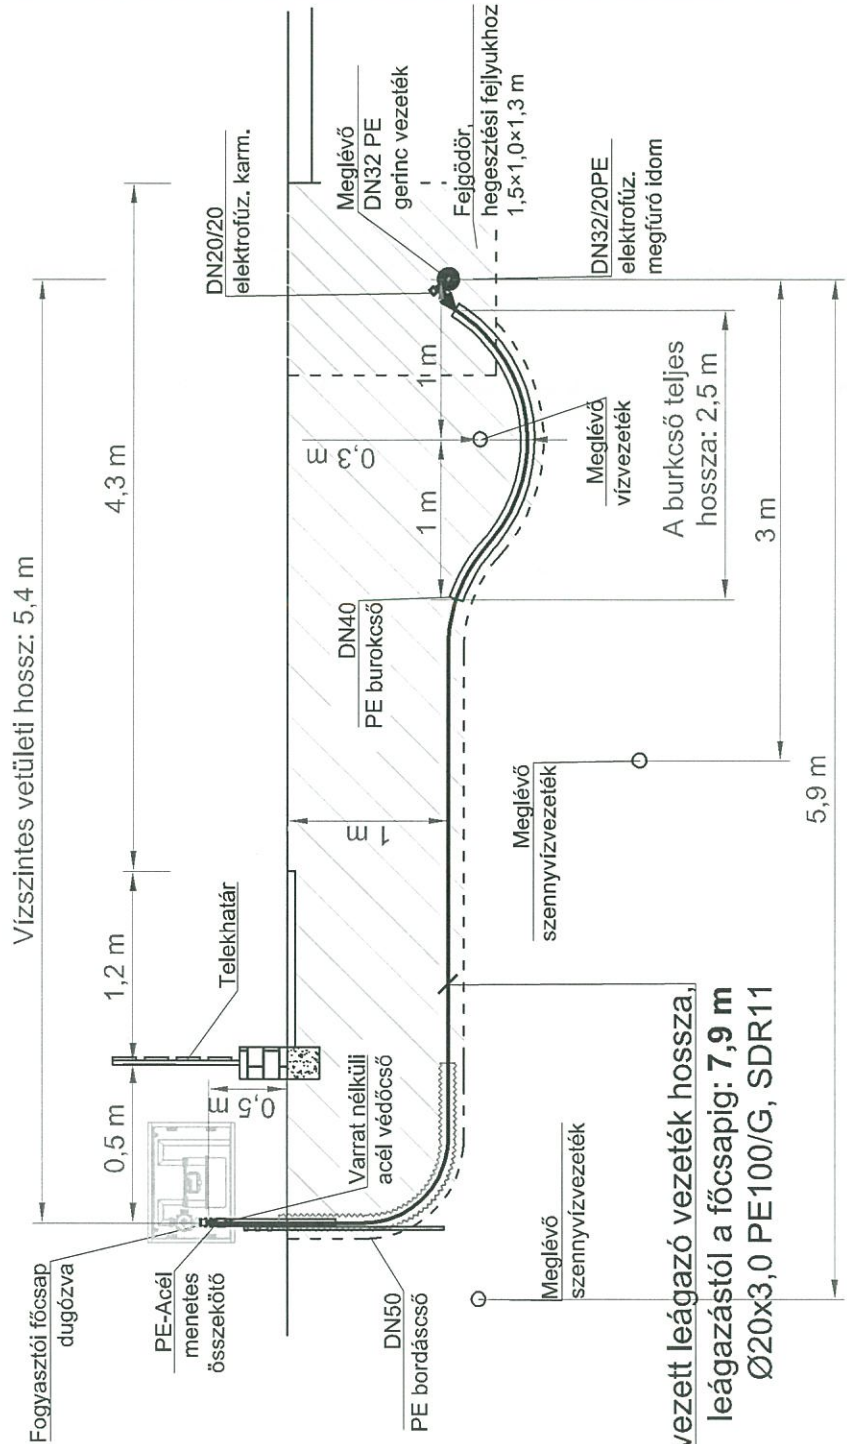 Vízszintes vetületi hossz: 5,4 m
0,5 m
1,2 m
4,3 m
Telekhatár
Fogyasztói főcsap
dugózva
PE-Acél
menetes
összekötő
0,5 m
Varrat nélküli
acél védőcső
DN50
PE bordáscső
1 m
DN40
PE burokcső
1 m
0,3 m
1 m
DN20/20
elektrofúz. karm.
Meglévő
DN32 PE
gerinc vezeték
Fejgödör,
hegesztési fejlyukhoz
1,5×1,0×1,3 m
DN32/20PE
elektrofúz.
megfúró idom
Meglévő
vízvezeték
A burkcső teljes
hossza: 2,5 m
Meglévő
szennyvízvezeték
3 m
Meglévő
szennyvízvezeték
5,9 m
vezett leágazó vezeték hossza,
leágazástól a főcsapig: 7,9 m
Ø20x3,0 PE100/G, SDR11